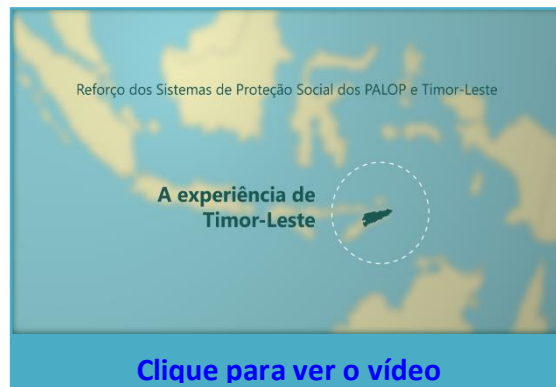 Reforço dos Sistemas de Proteção Social dos PALOP e Timor-Leste
A experiência de
Timor-Leste
Clique para ver o vídeo